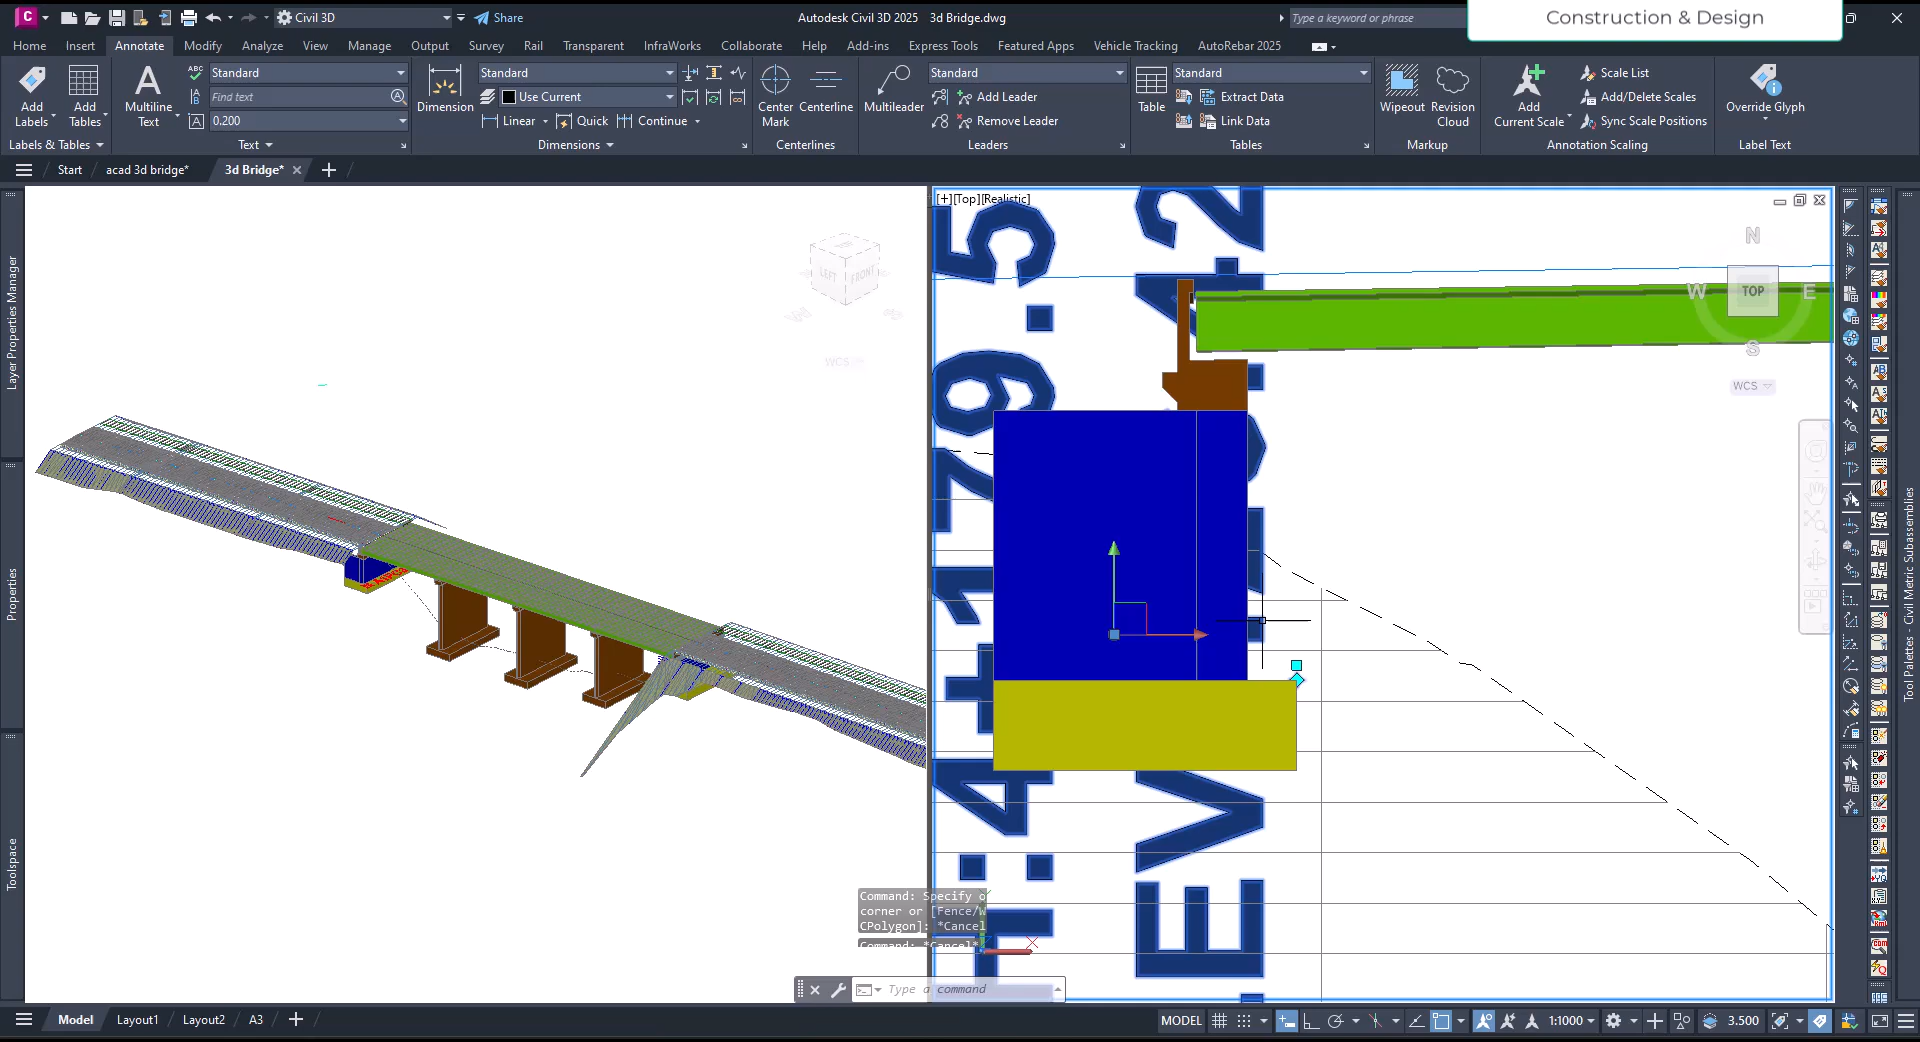 C
Civil 3D
Share
Autodesk Civil 3D 2025 3d Bridge.dwg
Type a keyword or phrase
Construction & Design
Home Insert Annotate Modify Analyze View Manage Output Survey Rail Transparent InfraWorks Collaborate Help Add-ins Express Tools Featured Apps Vehicle Tracking AutoRebar 2025
Add Labels
Add Tables
Labels & Tables
Multiline Text
ABC
Standard
Find text
0.200
Text
Dimension
Standard
Use Current
Linear
Quick
Continue
Dimensions
Center Mark
Centerline
Centerlines
Multileader
Standard
Add Leader
Remove Leader
Leaders
Table
Standard
Extract Data
Link Data
Tables
Wipeout
Revision Cloud
Markup
Add Current Scale
Scale List
Add/Delete Scales
Sync Scale Positions
Annotation Scaling
Override Glyph
Label Text
Start
acad 3d bridge*
3d Bridge*
Layer Properties Manager
Properties
Toolspace
LEFT
FRONT
WCS
[+][Top][Realistic]
N
W
TOP
E
S
WCS
Tool Palettes - Civil Metric Subassemblies
Command: Specify o
corner or [Fence/W
CPolygon]: *Cancel
Command: *Cancel*
Type a command
Model
Layout1
Layout2
A3
MODEL
1:1000
3.500